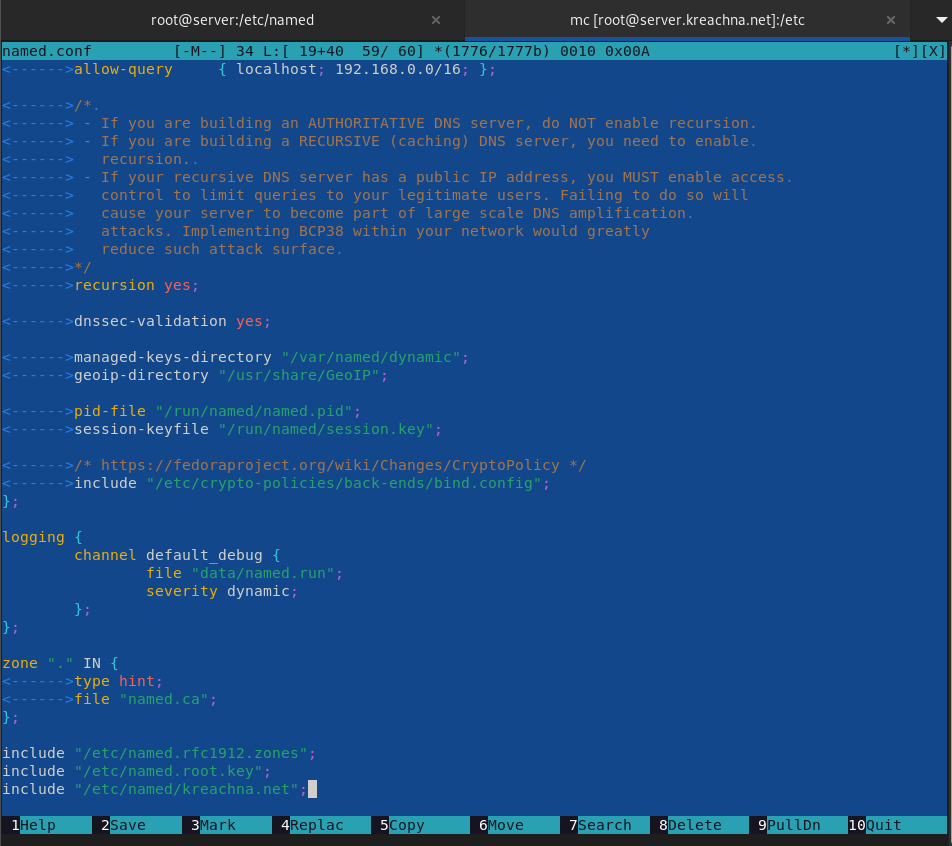 root@server:/etc/named × mc [root@server.kreachna.net]:/etc ×
named.conf [-M--] 34 L:[ 19+40 59/ 60] *(1776/1777b) 0010 0x00A [*][X]
<------>allow-query { localhost; 192.168.0.0/16; };
<------>/*.
<------> - If you are building an AUTHORITATIVE DNS server, do NOT enable recursion.
<------> - If you are building a RECURSIVE (caching) DNS server, you need to enable.
<------>   recursion..
<------> - If your recursive DNS server has a public IP address, you MUST enable access.
<------>   control to limit queries to your legitimate users. Failing to do so will
<------>   cause your server to become part of large scale DNS amplification.
<------>   attacks. Implementing BCP38 within your network would greatly
<------>   reduce such attack surface.
<------>*/
<------>recursion yes;
<------>dnssec-validation yes;
<------>managed-keys-directory "/var/named/dynamic";
<------>geoip-directory "/usr/share/GeoIP";
<------>pid-file "/run/named/named.pid";
<------>session-keyfile "/run/named/session.key";
<------>/* https://fedoraproject.org/wiki/Changes/CryptoPolicy */
<------>include "/etc/crypto-policies/back-ends/bind.config";
};
logging {
        channel default_debug {
                file "data/named.run";
                severity dynamic;
        };
};
zone "." IN {
<------>type hint;
<------>file "named.ca";
};
include "/etc/named.rfc1912.zones";
include "/etc/named.root.key";
include "/etc/named/kreachna.net";
1Help 2Save 3Mark 4Replac 5Copy 6Move 7Search 8Delete 9PullDn 10Quit